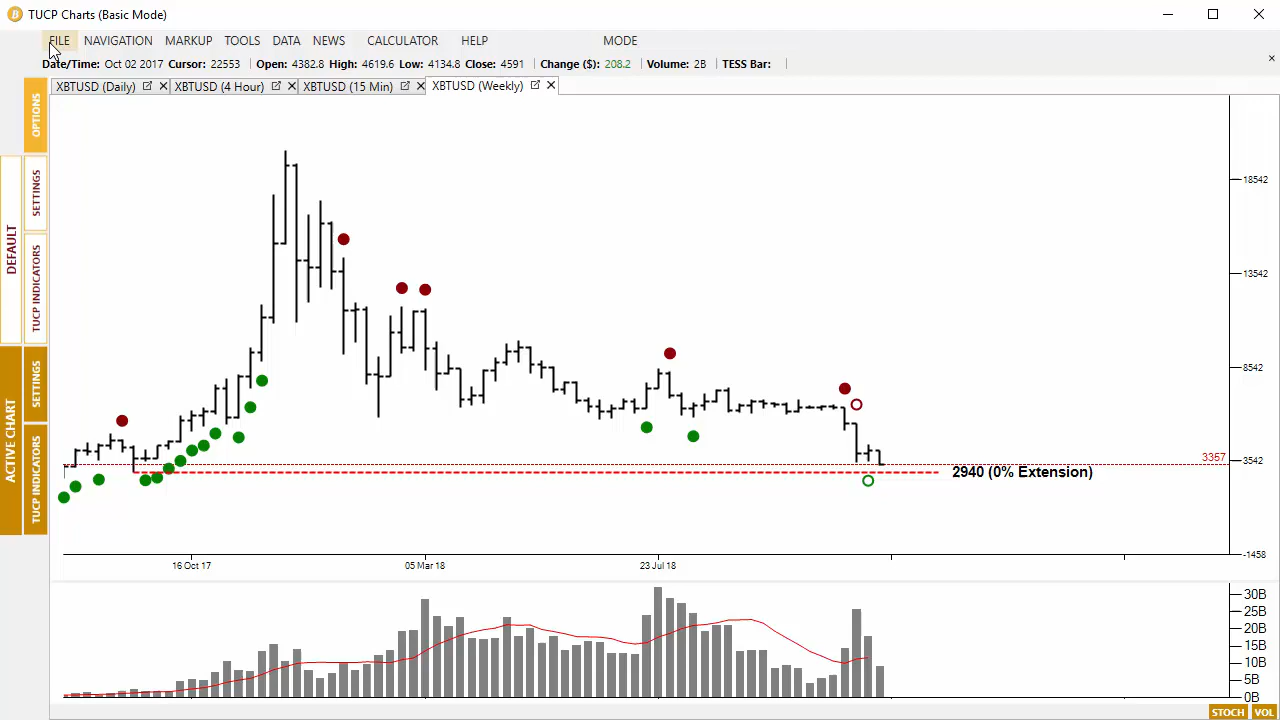 TUCP Charts (Basic Mode)
FILE NAVIGATION MARKUP TOOLS DATA NEWS CALCULATOR HELP MODE
Date/Time: Oct 02 2017 Cursor: 22553 Open: 4382.8 High: 4619.6 Low: 4134.8 Close: 4591 Change ($): 208.2 Volume: 2B TESS Bar:
XBTUSD (Daily) XBTUSD (4 Hour) XBTUSD (15 Min) XBTUSD (Weekly)
OPTIONS
DEFAULT
SETTINGS
TUCP INDICATORS
ACTIVE CHART
SETTINGS
TUCP INDICATORS
18542
13542
8542
3357
3542
2940 (0% Extension)
-1458
16 Oct 17 05 Mar 18 23 Jul 18
30B
25B
20B
15B
10B
5B
0B
STOCH VOL